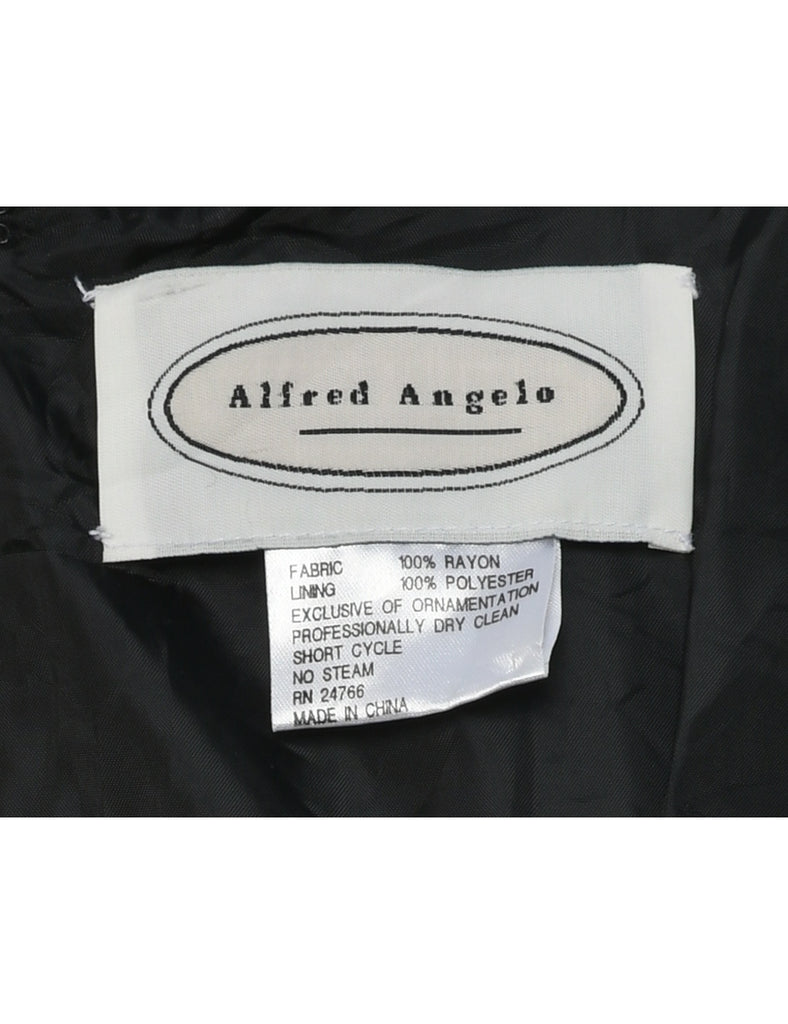 Alfred Angelo
FABRIC 100% RAYON
LINING 100% POLYESTER
EXCLUSIVE OF ORNAMENTATION
PROFESSIONALLY DRY CLEAN
SHORT CYCLE
NO STEAM
RN 24766
MADE IN CHINA